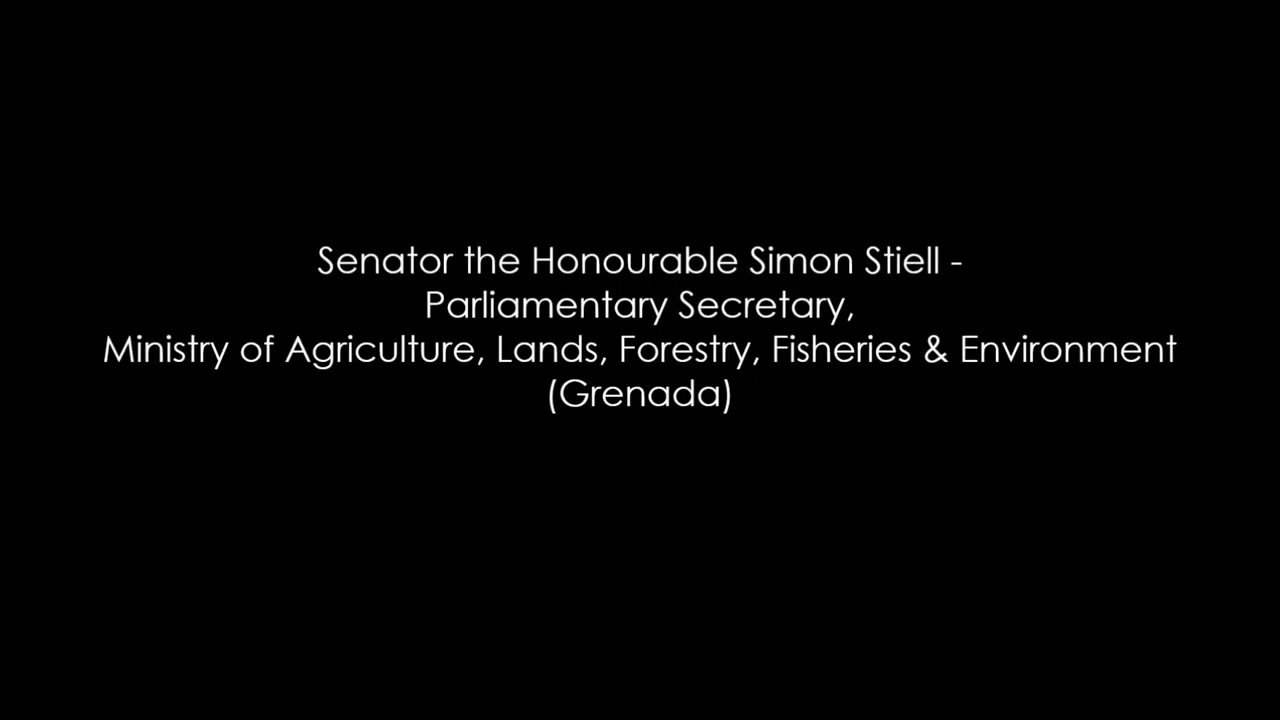 Senator the Honourable Simon Stiell -
Parliamentary Secretary,
Ministry of Agriculture, Lands, Forestry, Fisheries & Environment
(Grenada)